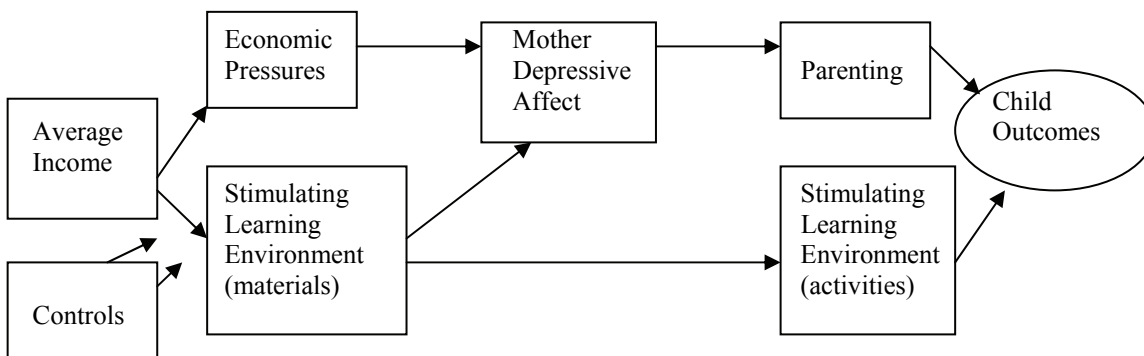 Economic
Pressures
Mother
Depressive
Affect
Parenting
Child
Outcomes
Average
Income
Stimulating
Learning
Environment
(materials)
Stimulating
Learning
Environment
(activities)
Controls